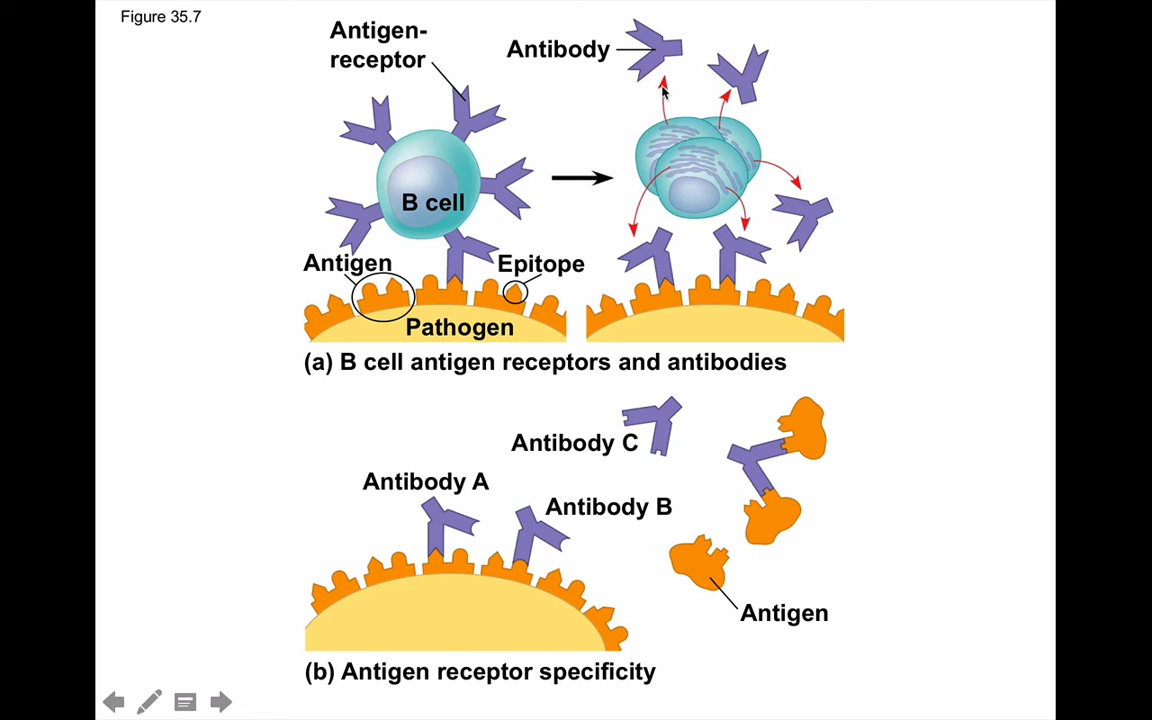 Figure 35.7
Antigen-
receptor
Antibody
B cell
Antigen
Epitope
Pathogen
(a) B cell antigen receptors and antibodies
Antibody C
Antibody A
Antibody B
Antigen
(b) Antigen receptor specificity